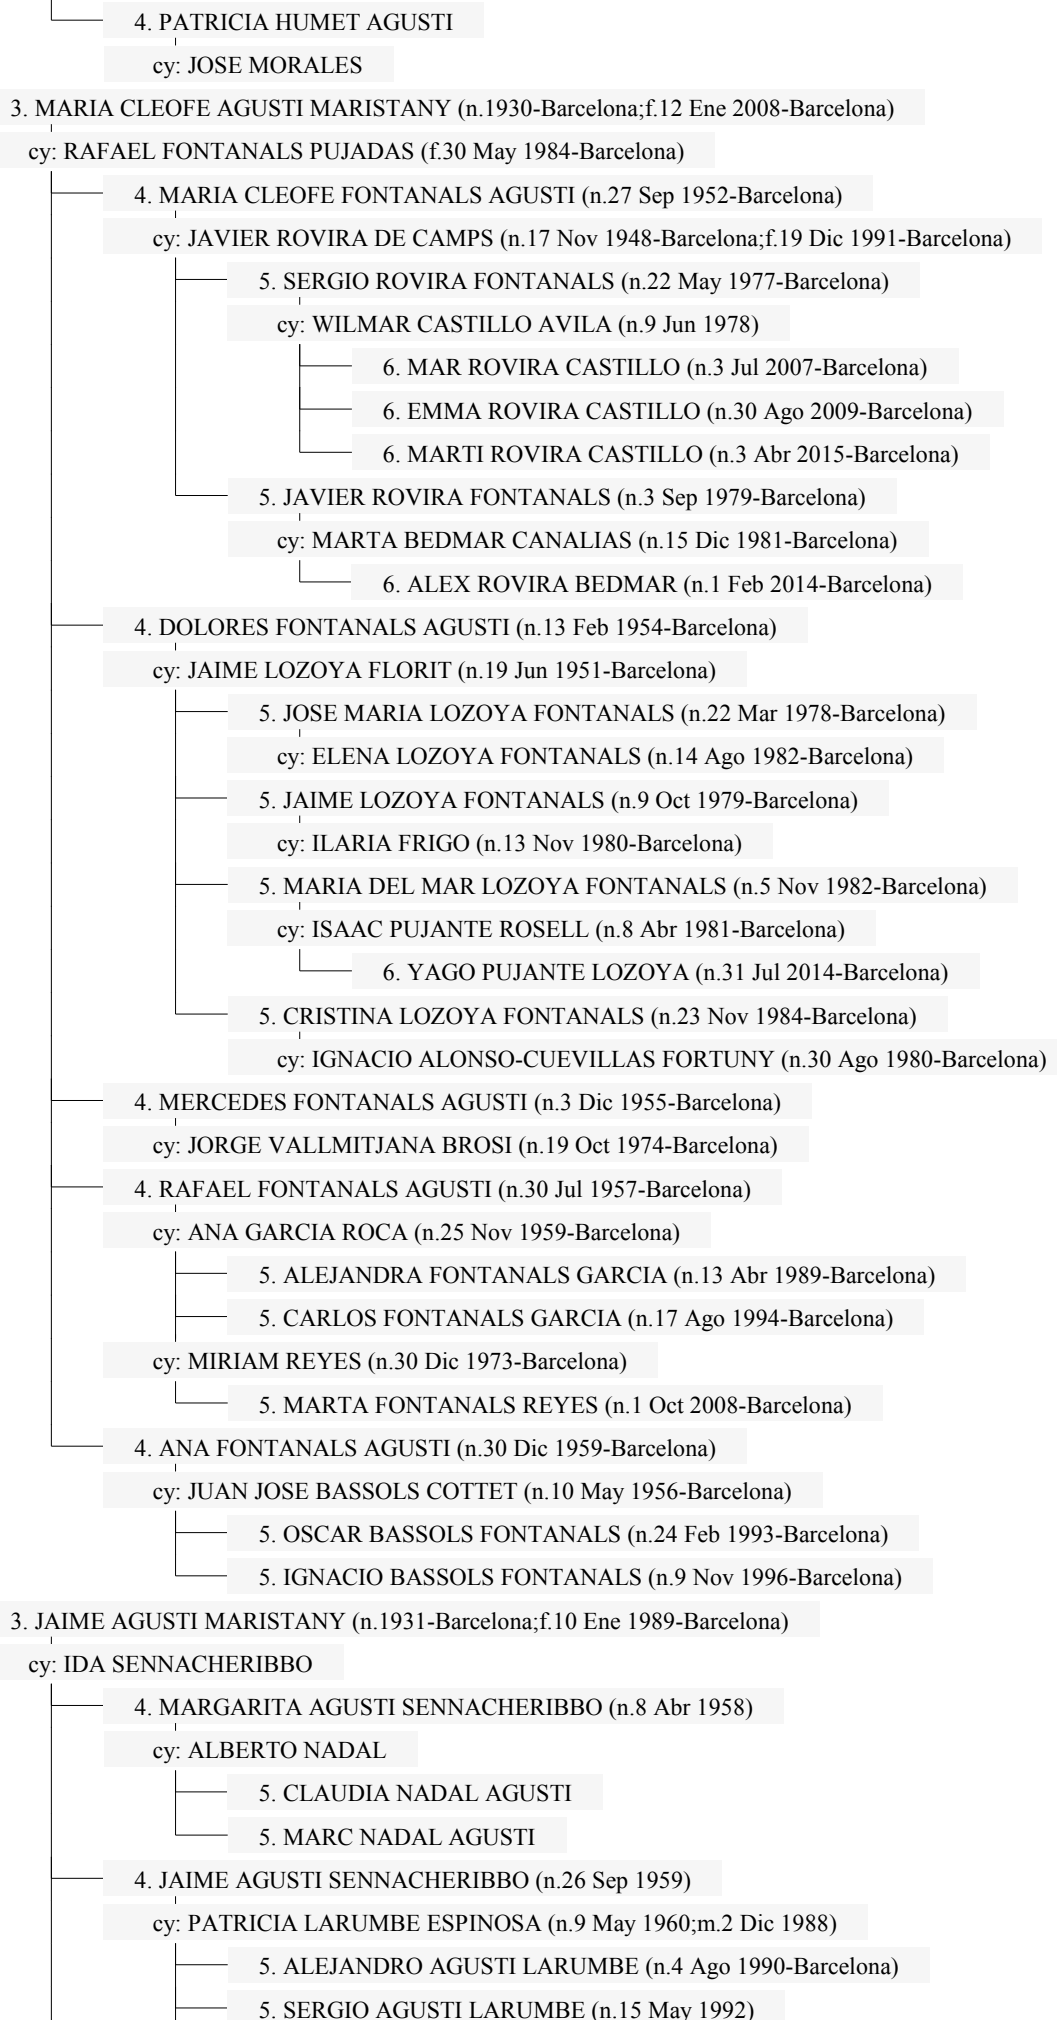 4. PATRICIA HUMET AGUSTI
cy: JOSE MORALES
3. MARIA CLEOFE AGUSTI MARISTANY (n.1930-Barcelona;f.12 Ene 2008-Barcelona)
cy: RAFAEL FONTANALS PUJADAS (f.30 May 1984-Barcelona)
4. MARIA CLEOFE FONTANALS AGUSTI (n.27 Sep 1952-Barcelona)
cy: JAVIER ROVIRA DE CAMPS (n.17 Nov 1948-Barcelona;f.19 Dic 1991-Barcelona)
5. SERGIO ROVIRA FONTANALS (n.22 May 1977-Barcelona)
cy: WILMAR CASTILLO AVILA (n.9 Jun 1978)
6. MAR ROVIRA CASTILLO (n.3 Jul 2007-Barcelona)
6. EMMA ROVIRA CASTILLO (n.30 Ago 2009-Barcelona)
6. MARTI ROVIRA CASTILLO (n.3 Abr 2015-Barcelona)
5. JAVIER ROVIRA FONTANALS (n.3 Sep 1979-Barcelona)
cy: MARTA BEDMAR CANALIAS (n.15 Dic 1981-Barcelona)
6. ALEX ROVIRA BEDMAR (n.1 Feb 2014-Barcelona)
4. DOLORES FONTANALS AGUSTI (n.13 Feb 1954-Barcelona)
cy: JAIME LOZOYA FLORIT (n.19 Jun 1951-Barcelona)
5. JOSE MARIA LOZOYA FONTANALS (n.22 Mar 1978-Barcelona)
cy: ELENA LOZOYA FONTANALS (n.14 Ago 1982-Barcelona)
5. JAIME LOZOYA FONTANALS (n.9 Oct 1979-Barcelona)
cy: ILARIA FRIGO (n.13 Nov 1980-Barcelona)
5. MARIA DEL MAR LOZOYA FONTANALS (n.5 Nov 1982-Barcelona)
cy: ISAAC PUJANTE ROSELL (n.8 Abr 1981-Barcelona)
6. YAGO PUJANTE LOZOYA (n.31 Jul 2014-Barcelona)
5. CRISTINA LOZOYA FONTANALS (n.23 Nov 1984-Barcelona)
cy: IGNACIO ALONSO-CUEVILLAS FORTUNY (n.30 Ago 1980-Barcelona)
4. MERCEDES FONTANALS AGUSTI (n.3 Dic 1955-Barcelona)
cy: JORGE VALLMITJANA BROSI (n.19 Oct 1974-Barcelona)
4. RAFAEL FONTANALS AGUSTI (n.30 Jul 1957-Barcelona)
cy: ANA GARCIA ROCA (n.25 Nov 1959-Barcelona)
5. ALEJANDRA FONTANALS GARCIA (n.13 Abr 1989-Barcelona)
5. CARLOS FONTANALS GARCIA (n.17 Ago 1994-Barcelona)
cy: MIRIAM REYES (n.30 Dic 1973-Barcelona)
5. MARTA FONTANALS REYES (n.1 Oct 2008-Barcelona)
4. ANA FONTANALS AGUSTI (n.30 Dic 1959-Barcelona)
cy: JUAN JOSE BASSOLS COTTET (n.10 May 1956-Barcelona)
5. OSCAR BASSOLS FONTANALS (n.24 Feb 1993-Barcelona)
5. IGNACIO BASSOLS FONTANALS (n.9 Nov 1996-Barcelona)
3. JAIME AGUSTI MARISTANY (n.1931-Barcelona;f.10 Ene 1989-Barcelona)
cy: IDA SENNACHERIBBO
4. MARGARITA AGUSTI SENNACHERIBBO (n.8 Abr 1958)
cy: ALBERTO NADAL
5. CLAUDIA NADAL AGUSTI
5. MARC NADAL AGUSTI
4. JAIME AGUSTI SENNACHERIBBO (n.26 Sep 1959)
cy: PATRICIA LARUMBE ESPINOSA (n.9 May 1960;m.2 Dic 1988)
5. ALEJANDRO AGUSTI LARUMBE (n.4 Ago 1990-Barcelona)
5. SERGIO AGUSTI LARUMBE (n.15 May 1992)